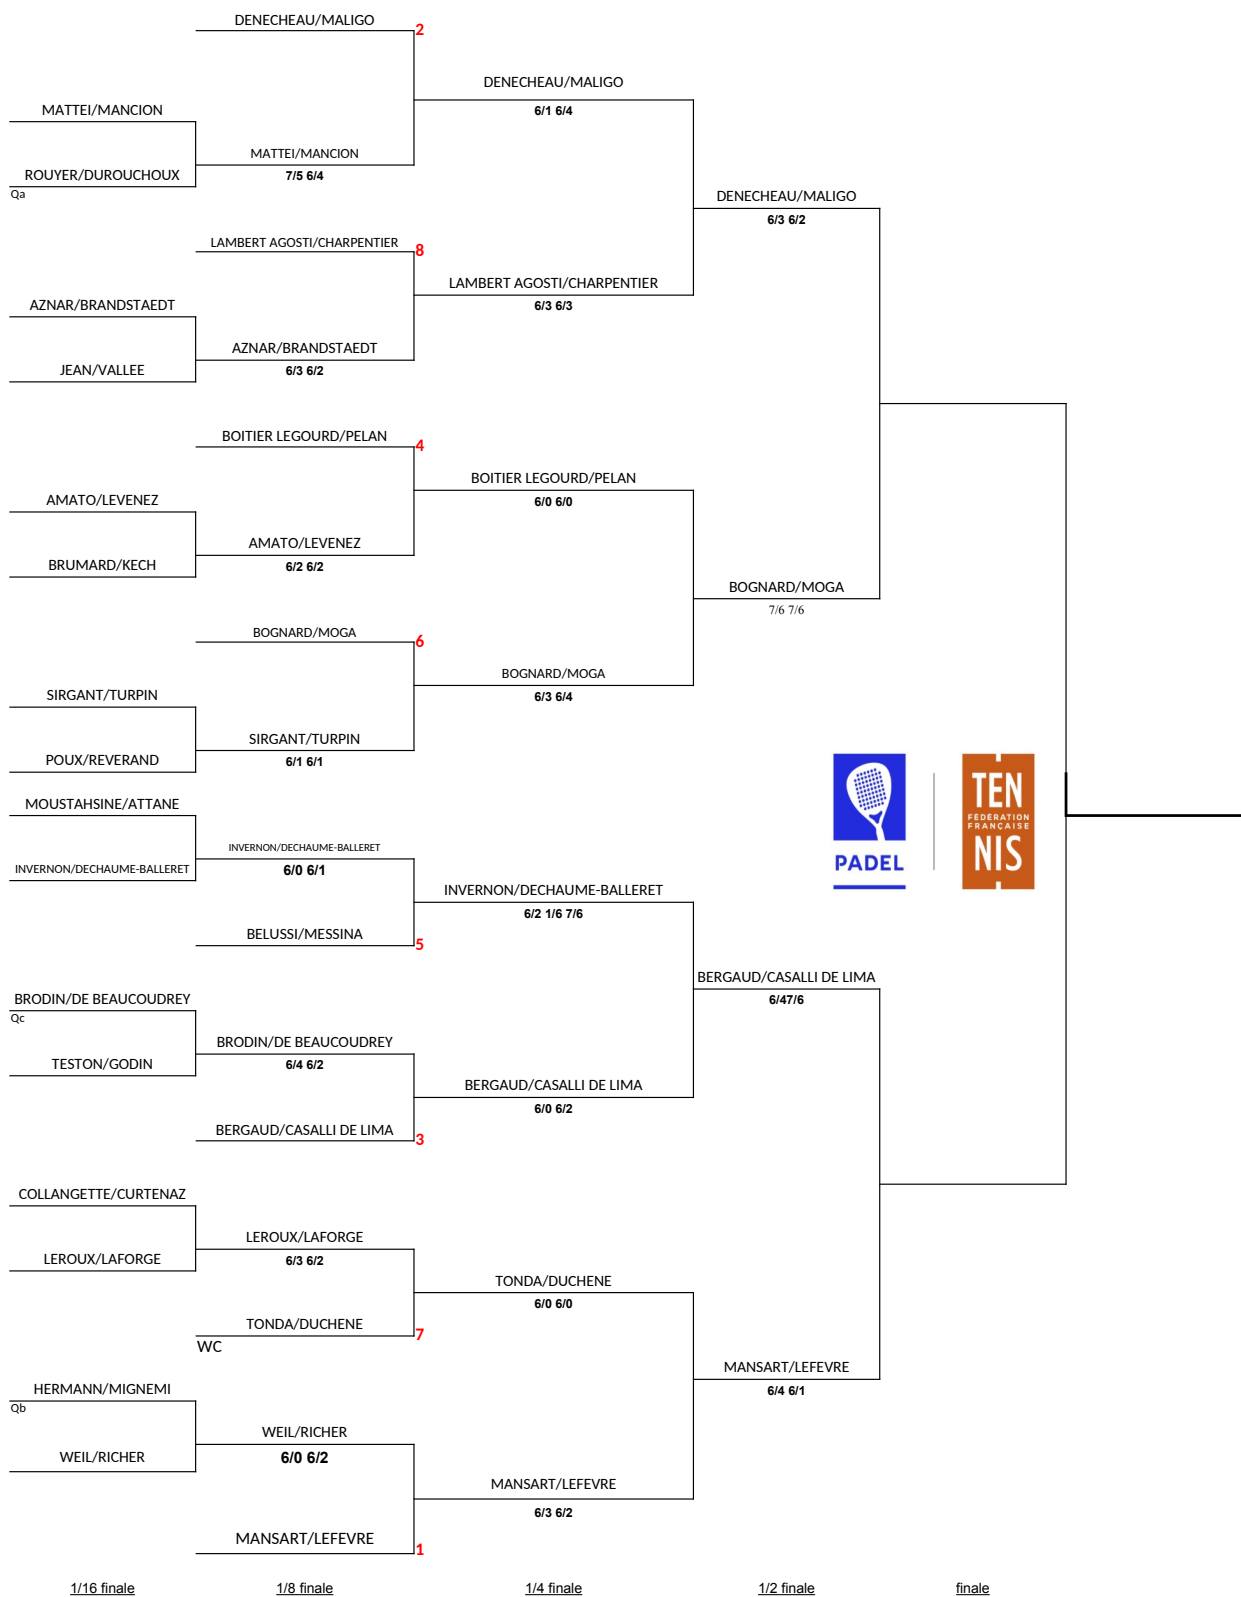 DENECHEAU/MALIGO
2
DENECHEAU/MALIGO
6/1 6/4
MATTEI/MANCION
MATTEI/MANCION
7/5 6/4
ROUYER/DUROUCHOUX
Qa
DENECHEAU/MALIGO
6/3 6/2
LAMBERT AGOSTI/CHARPENTIER
8
LAMBERT AGOSTI/CHARPENTIER
6/3 6/3
AZNAR/BRANDSTAEDT
AZNAR/BRANDSTAEDT
6/3 6/2
JEAN/VALLEE
BOITIER LEGOURD/PELAN
4
BOITIER LEGOURD/PELAN
6/0 6/0
AMATO/LEVENEZ
AMATO/LEVENEZ
6/2 6/2
BRUMARD/KECH
BOGNARD/MOGA
7/6 7/6
BOGNARD/MOGA
6
BOGNARD/MOGA
6/3 6/4
SIRGANT/TURPIN
SIRGANT/TURPIN
6/1 6/1
POUX/REVERAND
PADEL
TEN
FÉDÉRATION
FRANÇAISE
NIS
MOUSTAHSINE/ATTANE
INVERNON/DECHAUME-BALLERET
6/0 6/1
INVERNON/DECHAUME-BALLERET
INVERNON/DECHAUME-BALLERET
6/2 1/6 7/6
BELUSSI/MESSINA
5
BERGAUD/CASALLI DE LIMA
6/47/6
BRODIN/DE BEAUCOUDREY
Qc
BRODIN/DE BEAUCOUDREY
6/4 6/2
TESTON/GODIN
BERGAUD/CASALLI DE LIMA
6/0 6/2
BERGAUD/CASALLI DE LIMA
3
COLLANGETTE/CURTENAZ
LEROUX/LAFORGE
6/3 6/2
LEROUX/LAFORGE
TONDA/DUCHENE
6/0 6/0
TONDA/DUCHENE
7
WC
MANSART/LEFEVRE
6/4 6/1
HERMANN/MIGNEMI
Qb
WEIL/RICHER
6/0 6/2
WEIL/RICHER
MANSART/LEFEVRE
6/3 6/2
MANSART/LEFEVRE
1
1/16 finale
1/8 finale
1/4 finale
1/2 finale
finale